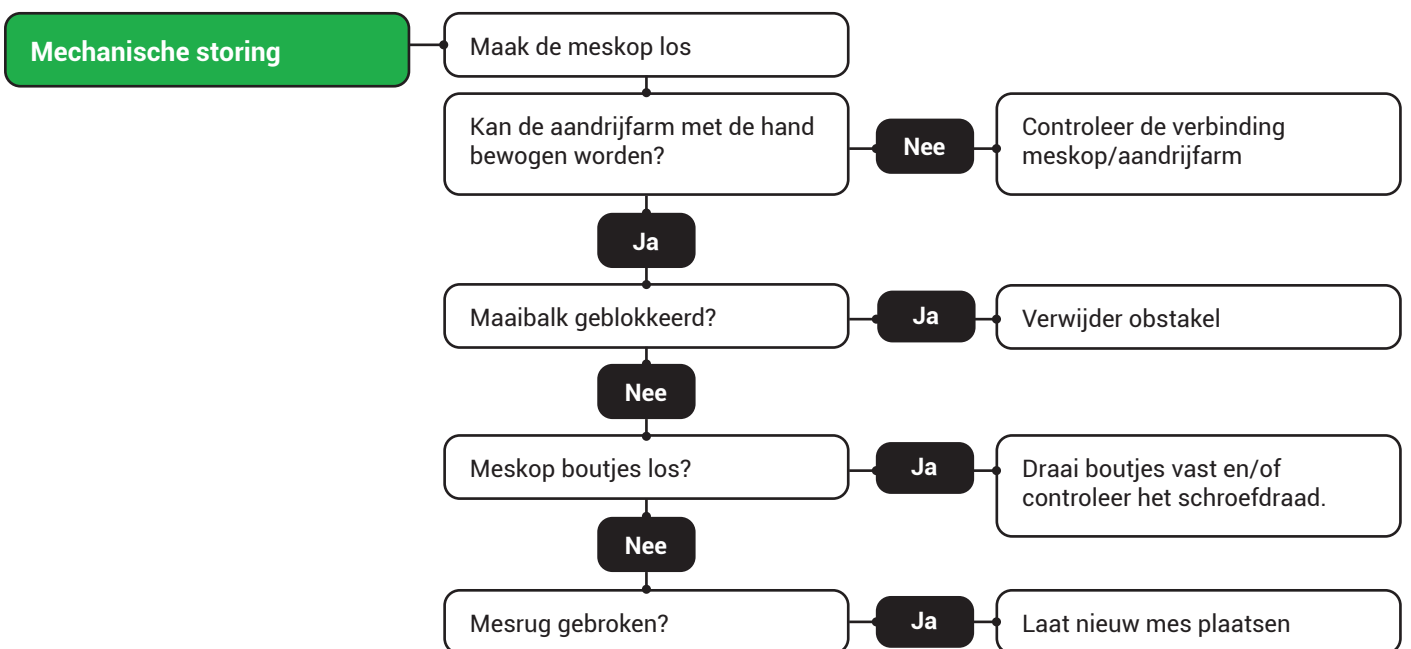 Mechanische storing
Maak de meskop los
Kan de aandrijfarm met de hand
bewogen worden?
Nee
Controleer de verbinding
meskop/aandrijfarm
Ja
Maaibalk geblokkeerd?
Ja
Verwijder obstakel
Nee
Meskop boutjes los?
Ja
Draai boutjes vast en/of
controleer het schroefdraad.
Nee
Mesrug gebroken?
Ja
Laat nieuw mes plaatsen